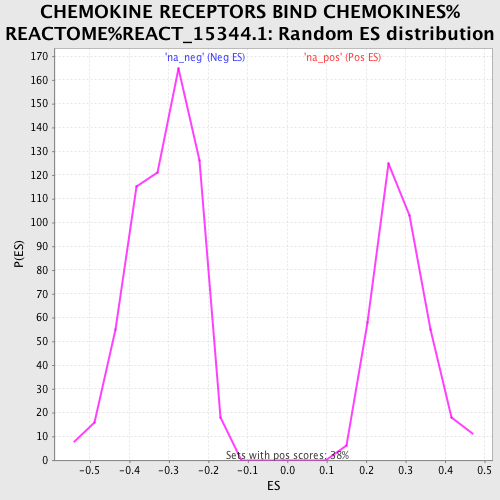 CHEMOKINE RECEPTORS BIND CHEMOKINES%
REACTOME%REACT_15344.1: Random ES distribution
'na_neg' (Neg ES) 'na_pos' (Pos ES)
170
160
150
140
130
120
110
100
90
80
70
60
50
40
30
20
10
0
P(ES)
Sets with pos scores: 38%
-0.5 -0.4 -0.3 -0.2 -0.1 0.0 0.1 0.2 0.3 0.4 0.5
ES